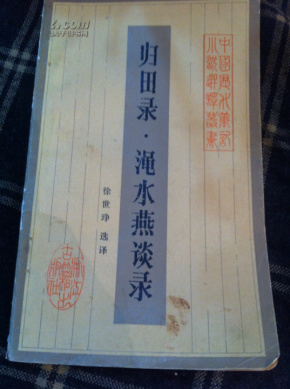 归田录·渑水燕谈录
徐世琤 选译
中国历代笔记
小说选译丛书